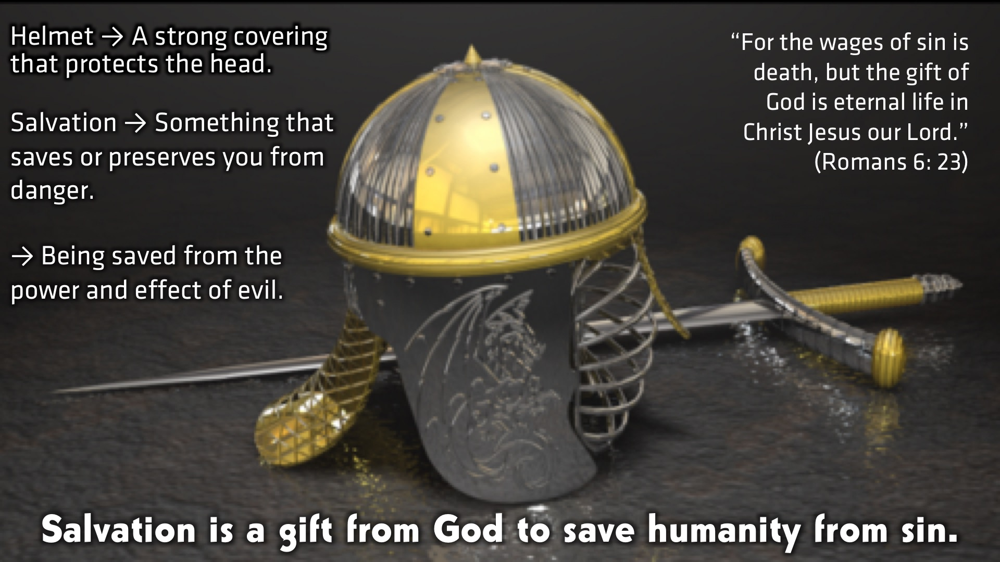 Helmet → A strong covering
that protects the head.
Salvation → Something that
saves or preserves you from
danger.
→ Being saved from the
power and effect of evil.
“For the wages of sin is
death, but the gift of
God is eternal life in
Christ Jesus our Lord.”
(Romans 6: 23)
Salvation is a gift from God to save humanity from sin.